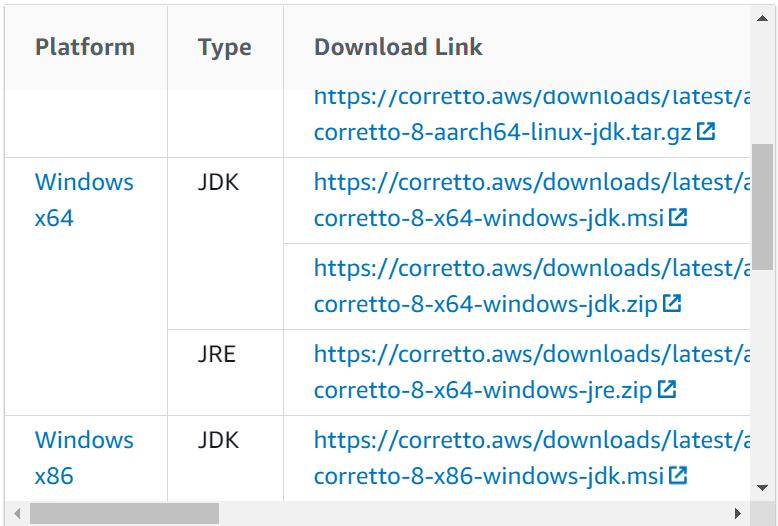 Platform Type Download Link
https://corretto.aws/downloads/latest/a
corretto-8-aarch64-linux-jdk.tar.gz
Windows JDK https://corretto.aws/downloads/latest/a
x64 corretto-8-x64-windows-jdk.msi
https://corretto.aws/downloads/latest/a
corretto-8-x64-windows-jdk.zip
JRE https://corretto.aws/downloads/latest/a
corretto-8-x64-windows-jre.zip
Windows JDK https://corretto.aws/downloads/latest/a
x86 corretto-8-x86-windows-jdk.msi